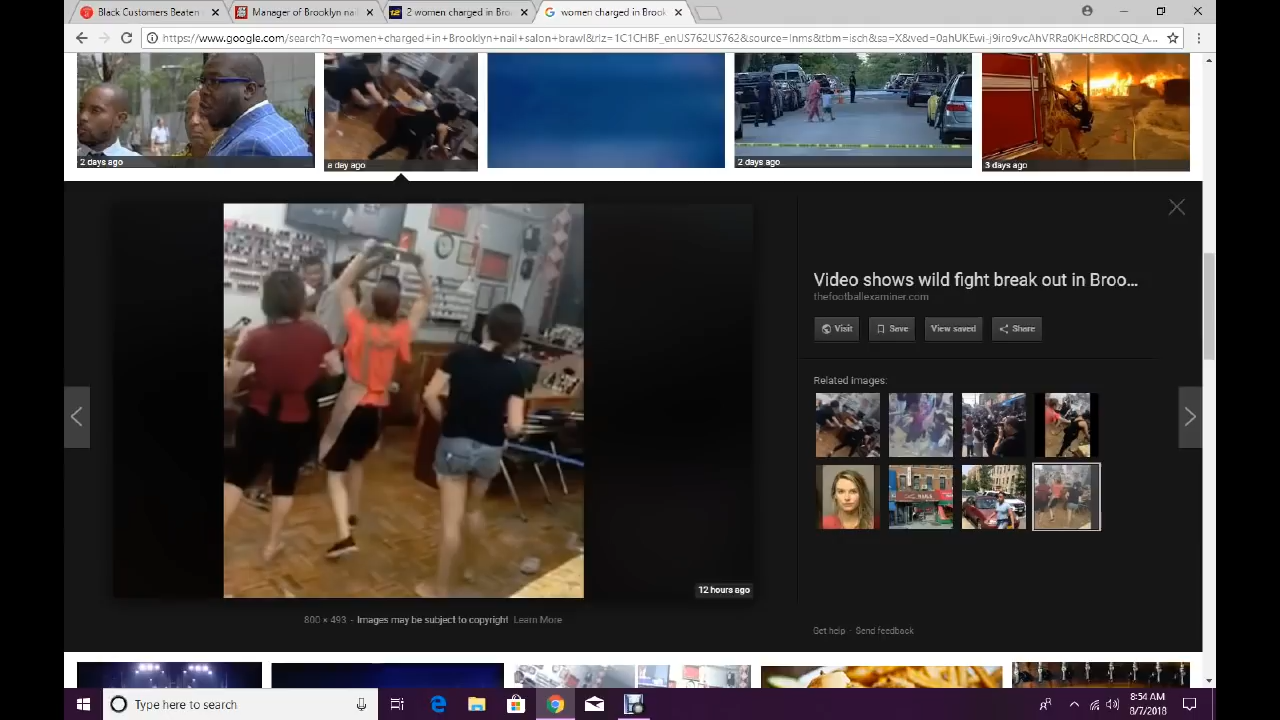 Black Customers Beaten
Manager of Brooklyn nail
2 women charged in Bro
women charged in Brook
https://www.google.com/search?q=women+charged+in+Brooklyn+nail+salon+brawl&rlz=1C1CHBF_enUS762US762&source=lnms&tbm=isch&sa=X&ved=
2 days ago
a day ago
2 days ago
3 days ago
Video shows wild fight break out in Broo...
thefootballexaminer.com
Visit
Save
View saved
Share
Related images:
12 hours ago
800 × 493 - Images may be subject to copyright Learn More
Get help - Send feedback
Type here to search
8:54 AM
8/7/2018